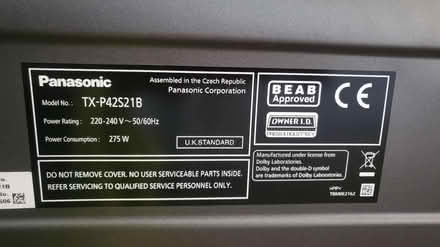 Panasonic
Model No. : TX-P42S21B
Power Rating : 220-240 V ~ 50/60Hz
Power Consumption : 275 W
Assembled in the Czech Republic
Panasonic Corporation
U.K.STANDARD
BEAB
Approved
CE
OWNER I.D.
DO NOT REMOVE COVER. NO USER SERVICEABLE PARTS INSIDE.
REFER SERVICING TO QUALIFIED SERVICE PERSONNEL ONLY.
Manufactured under license from
Dolby Laboratories.
Dolby and the double-D symbol
are trademarks of Dolby Laboratories.